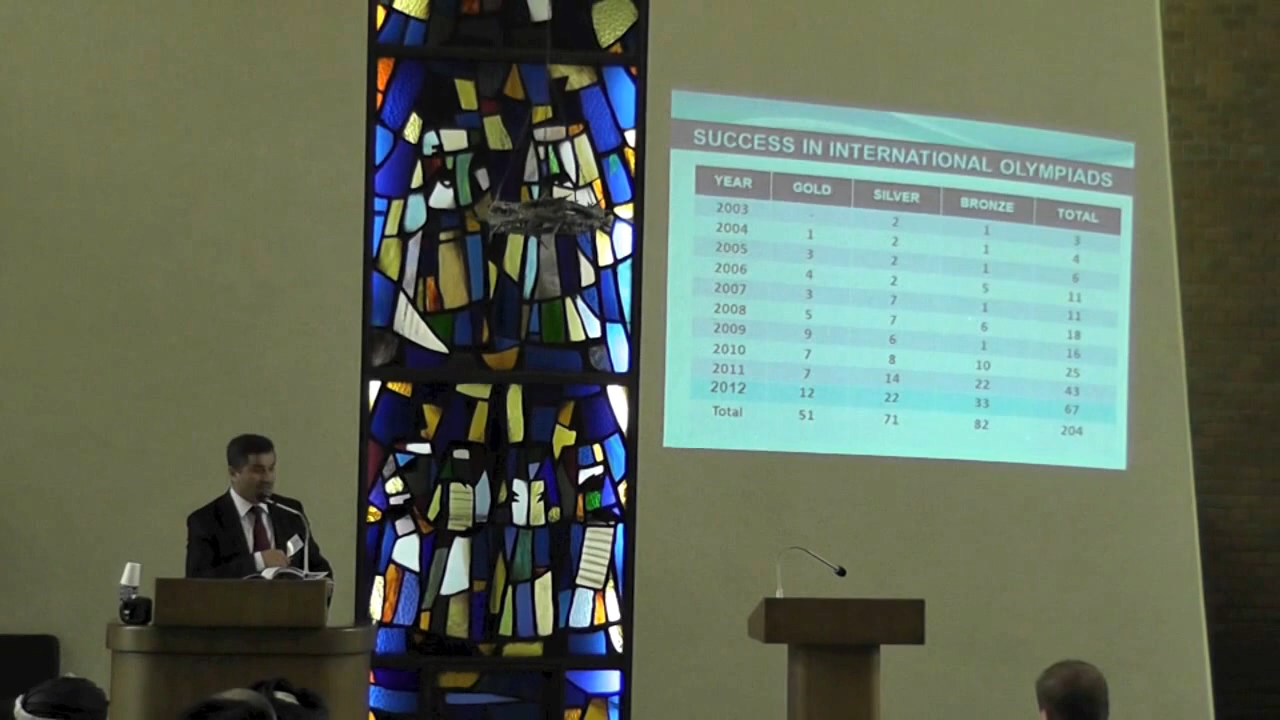 SUCCESS IN INTERNATIONAL OLYMPIADS
YEAR GOLD SILVER BRONZE TOTAL
2003 - 2 1 3
2004 1 2 1 4
2005 3 2 1 6
2006 4 2 5 11
2007 3 7 1 11
2008 5 7 6 18
2009 9 6 1 16
2010 7 8 10 25
2011 7 14 22 43
2012 12 22 33 67
Total 51 71 82 204